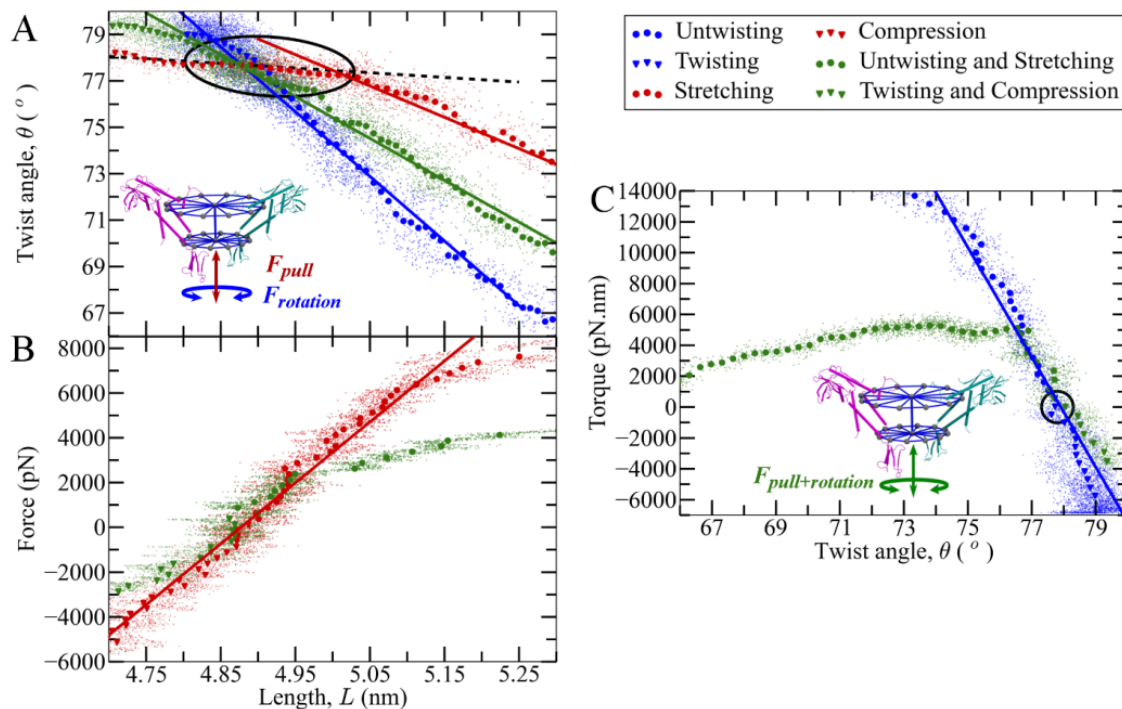 A
Twist angle, θ ( °)
79
77
75
73
71
69
67
F pull
F rotation
B
Force (pN)
8000
6000
4000
2000
0
−2000
−4000
−6000
4.75 4.85 4.95 5.05 5.15 5.25
Length, L (nm)
Untwisting
Twisting
Stretching
Compression
Untwisting and Stretching
Twisting and Compression
C
Torque (pN.nm)
14000
12000
10000
8000
6000
4000
2000
0
−2000
−4000
−6000
F pull+rotation
67 69 71 73 75 77 79
Twist angle, θ ( °)